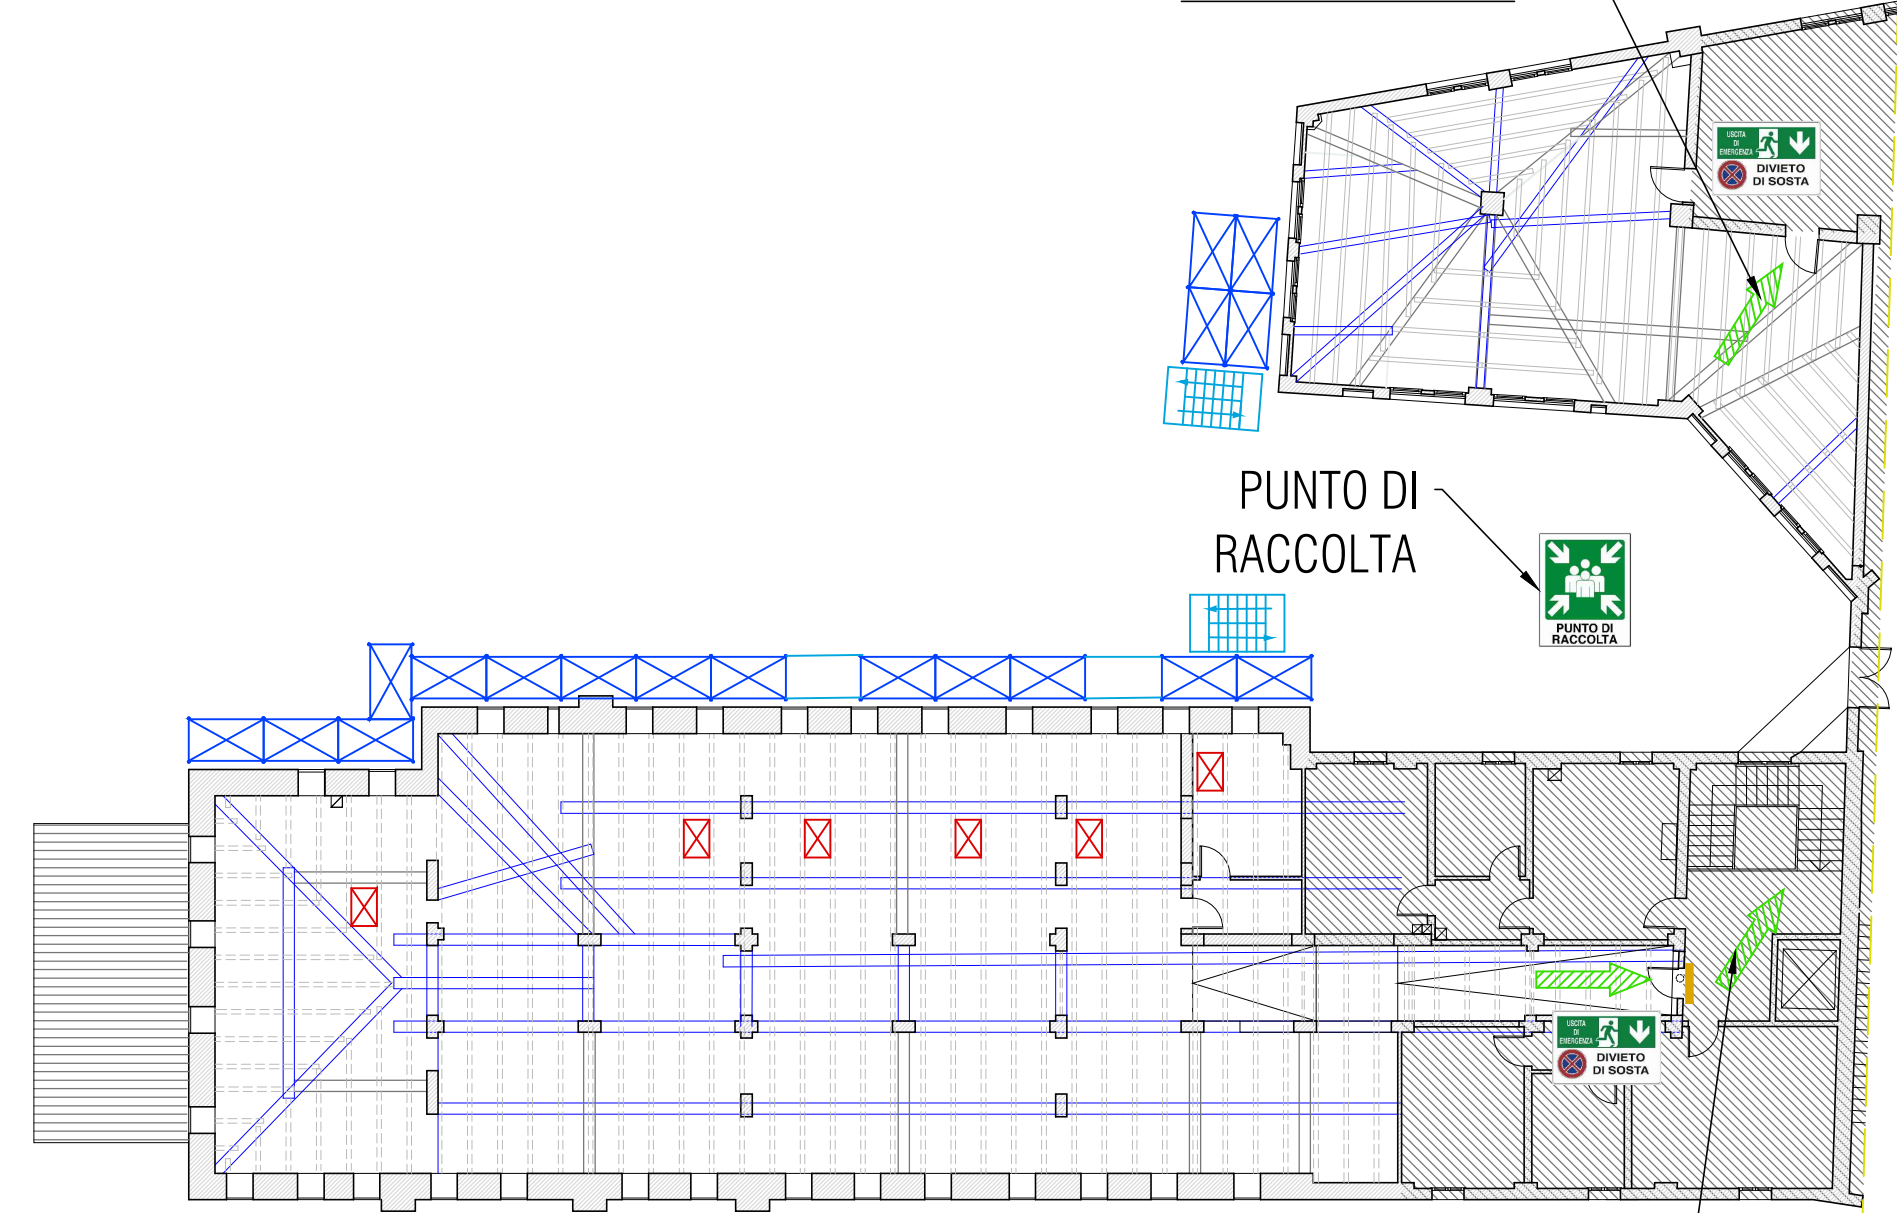 USCITA
DI
EMERGENZA
DIVIETO
DI SOSTA
PUNTO DI
RACCOLTA
PUNTO DI
RACCOLTA
USCITA
DI
EMERGENZA
DIVIETO
DI SOSTA